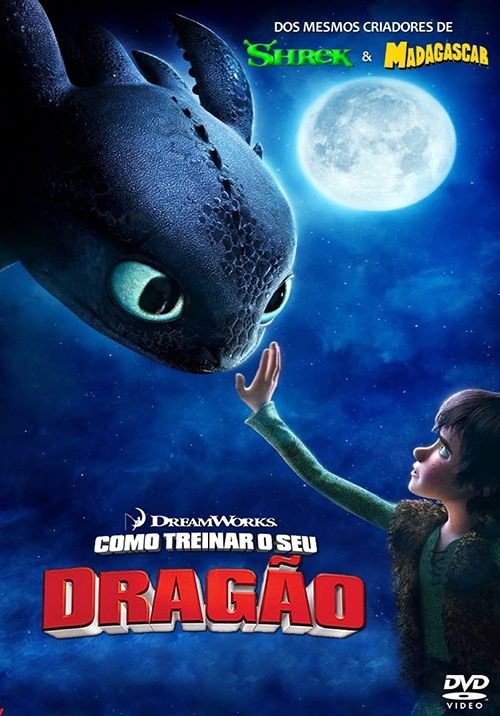 DOS MESMOS CRIADORES DE
SHREK & MADAGASCAR
DREAMWORKS
COMO TREINAR O SEU
DRAGÃO
DVD
VIDEO